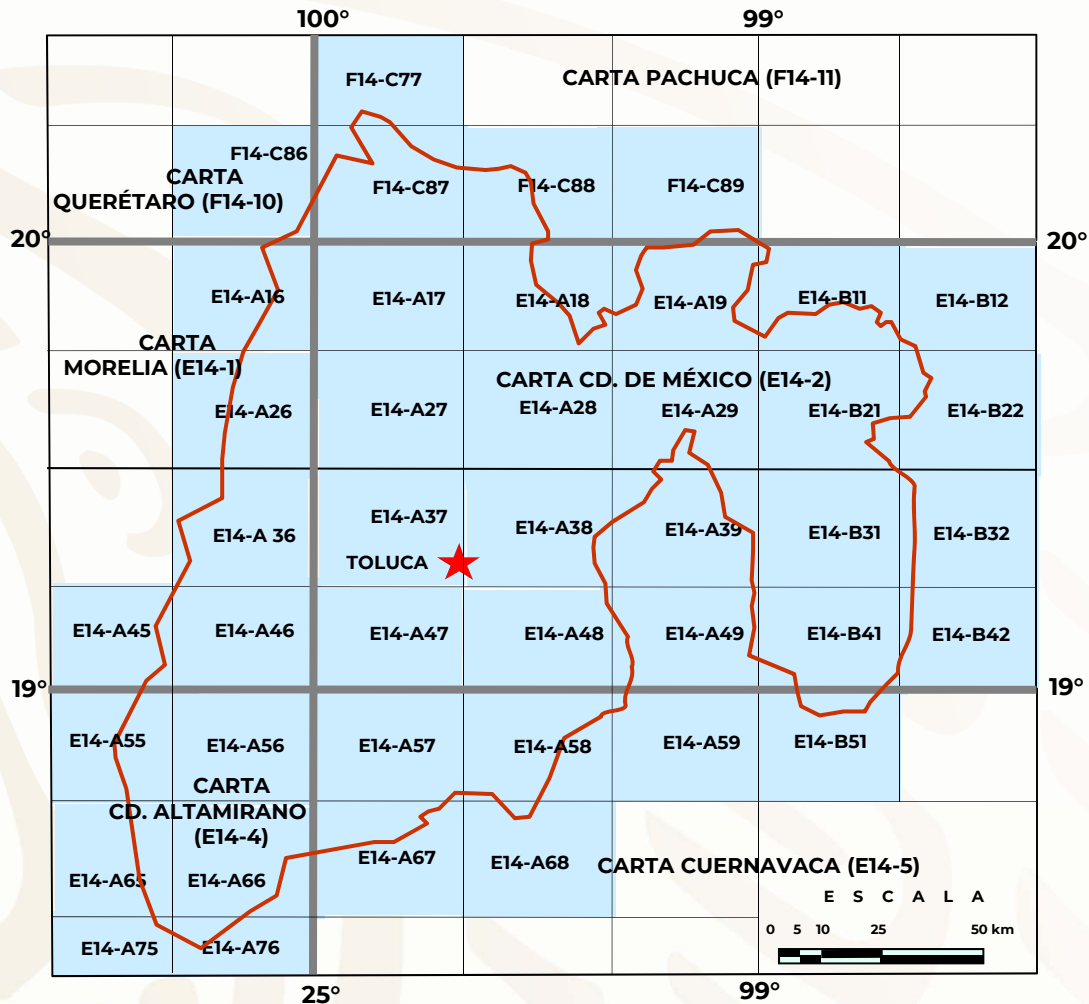 100°
99°
F14-C77
CARTA PACHUCA (F14-11)
F14-C86
CARTA
QUERÉTARO (F14-10)
F14-C87
F14-C88
F14-C89
20°
20°
E14-A16
E14-A17
E14-A18
E14-A19
E14-B11
E14-B12
CARTA
MORELIA (E14-1)
CARTA CD. DE MÉXICO (E14-2)
E14-A26
E14-A27
E14-A28
E14-A29
E14-B21
E14-B22
E14-A 36
E14-A37
E14-A38
E14-A39
E14-B31
E14-B32
TOLUCA
E14-A45
E14-A46
E14-A47
E14-A48
E14-A49
E14-B41
E14-B42
19°
19°
E14-A55
E14-A56
E14-A57
E14-A58
E14-A59
E14-B51
CARTA
CD. ALTAMIRANO
(E14-4)
E14-A65
E14-A66
E14-A67
E14-A68
CARTA CUERNAVACA (E14-5)
E S C A L A
0 5 10 25 50 km
E14-A75
E14-A76
25°
99°